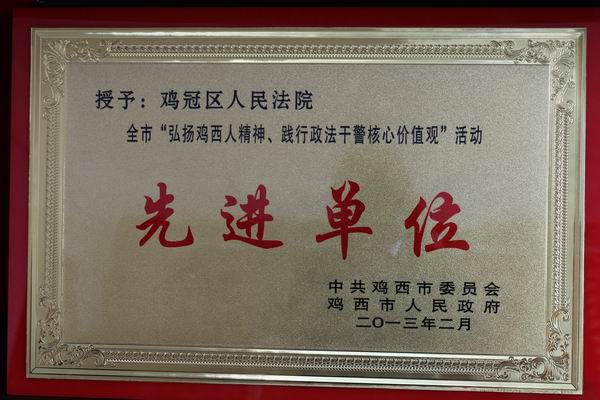 授予：鸡冠区人民法院
全市“弘扬鸡西人精神、践行政法干警核心价值观”活动
先进单位
中共鸡西市委员会
鸡西市人民政府
二〇一三年二月